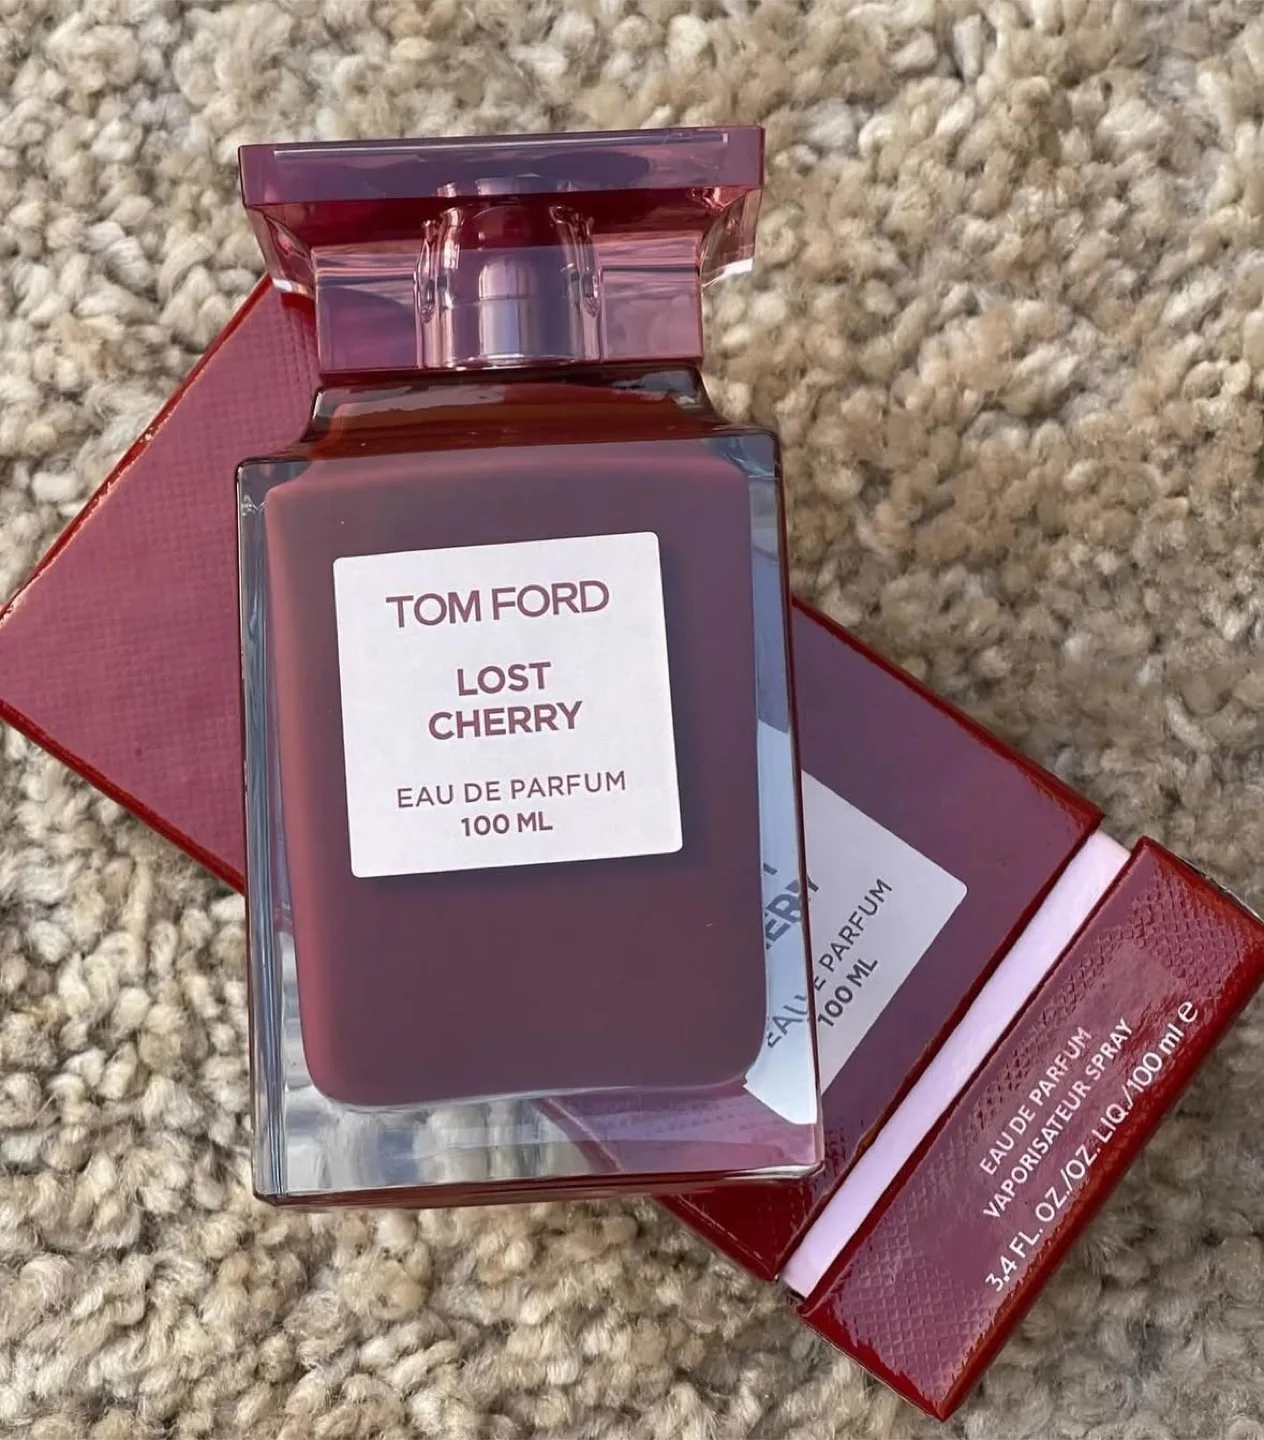 TOM FORD
LOST
CHERRY
EAU DE PARFUM
100 ML
EAU DE PARFUM
100 ML
EAU DE PARFUM
VAPORISATEUR SPRAY
3.4 FL. OZ./OZ. LIQ./100 ml e